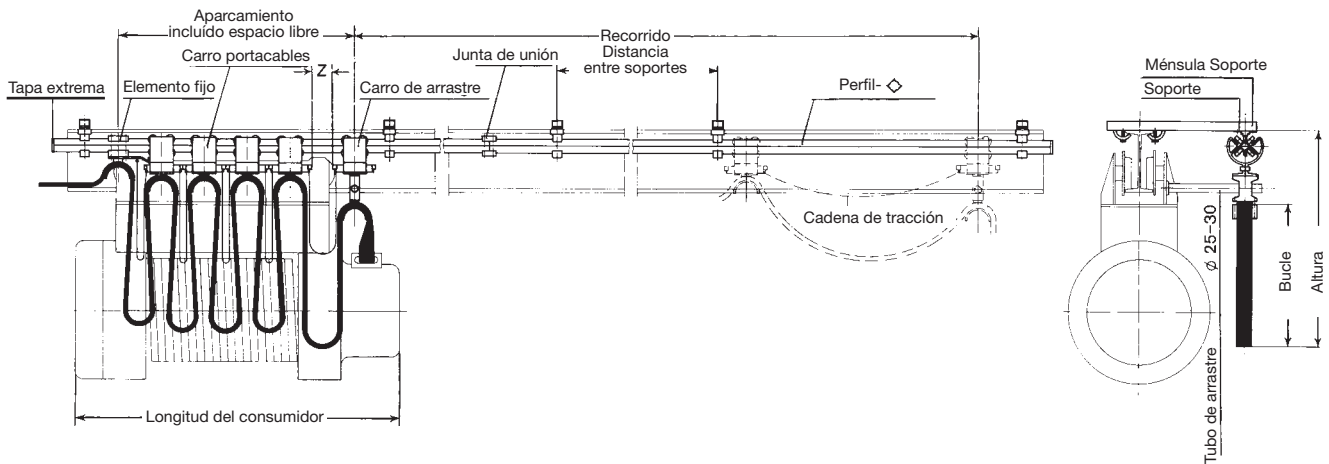 Aparcamiento
incluído espacio libre
Carro portacables
Z
Junta de unión
Recorrido
Distancia
entre soportes
Tapa extrema
Elemento fijo
Carro de arrastre
Perfil-
Ménsula Soporte
Soporte
Cadena de tracción
Ø 25-30
Bucle
Altura
Tubo de arrastre
Longitud del consumidor